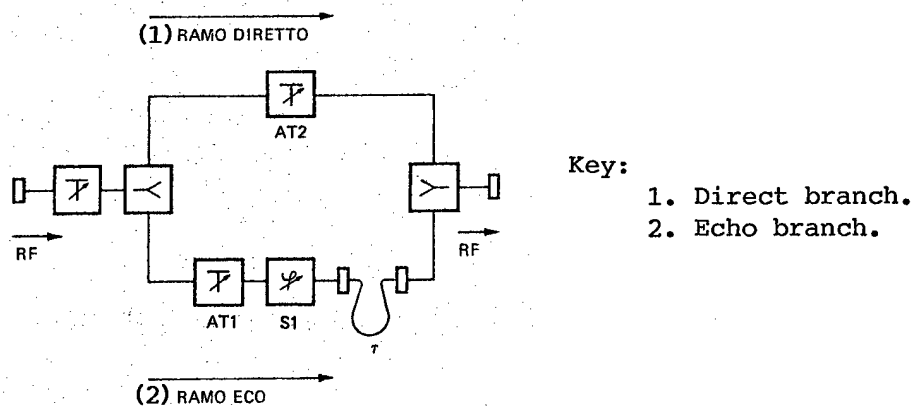 (1) RAMO DIRETTO
AT2
RF
RF
AT1
S1
τ
(2) RAMO ECO
Key:
1. Direct branch.
2. Echo branch.